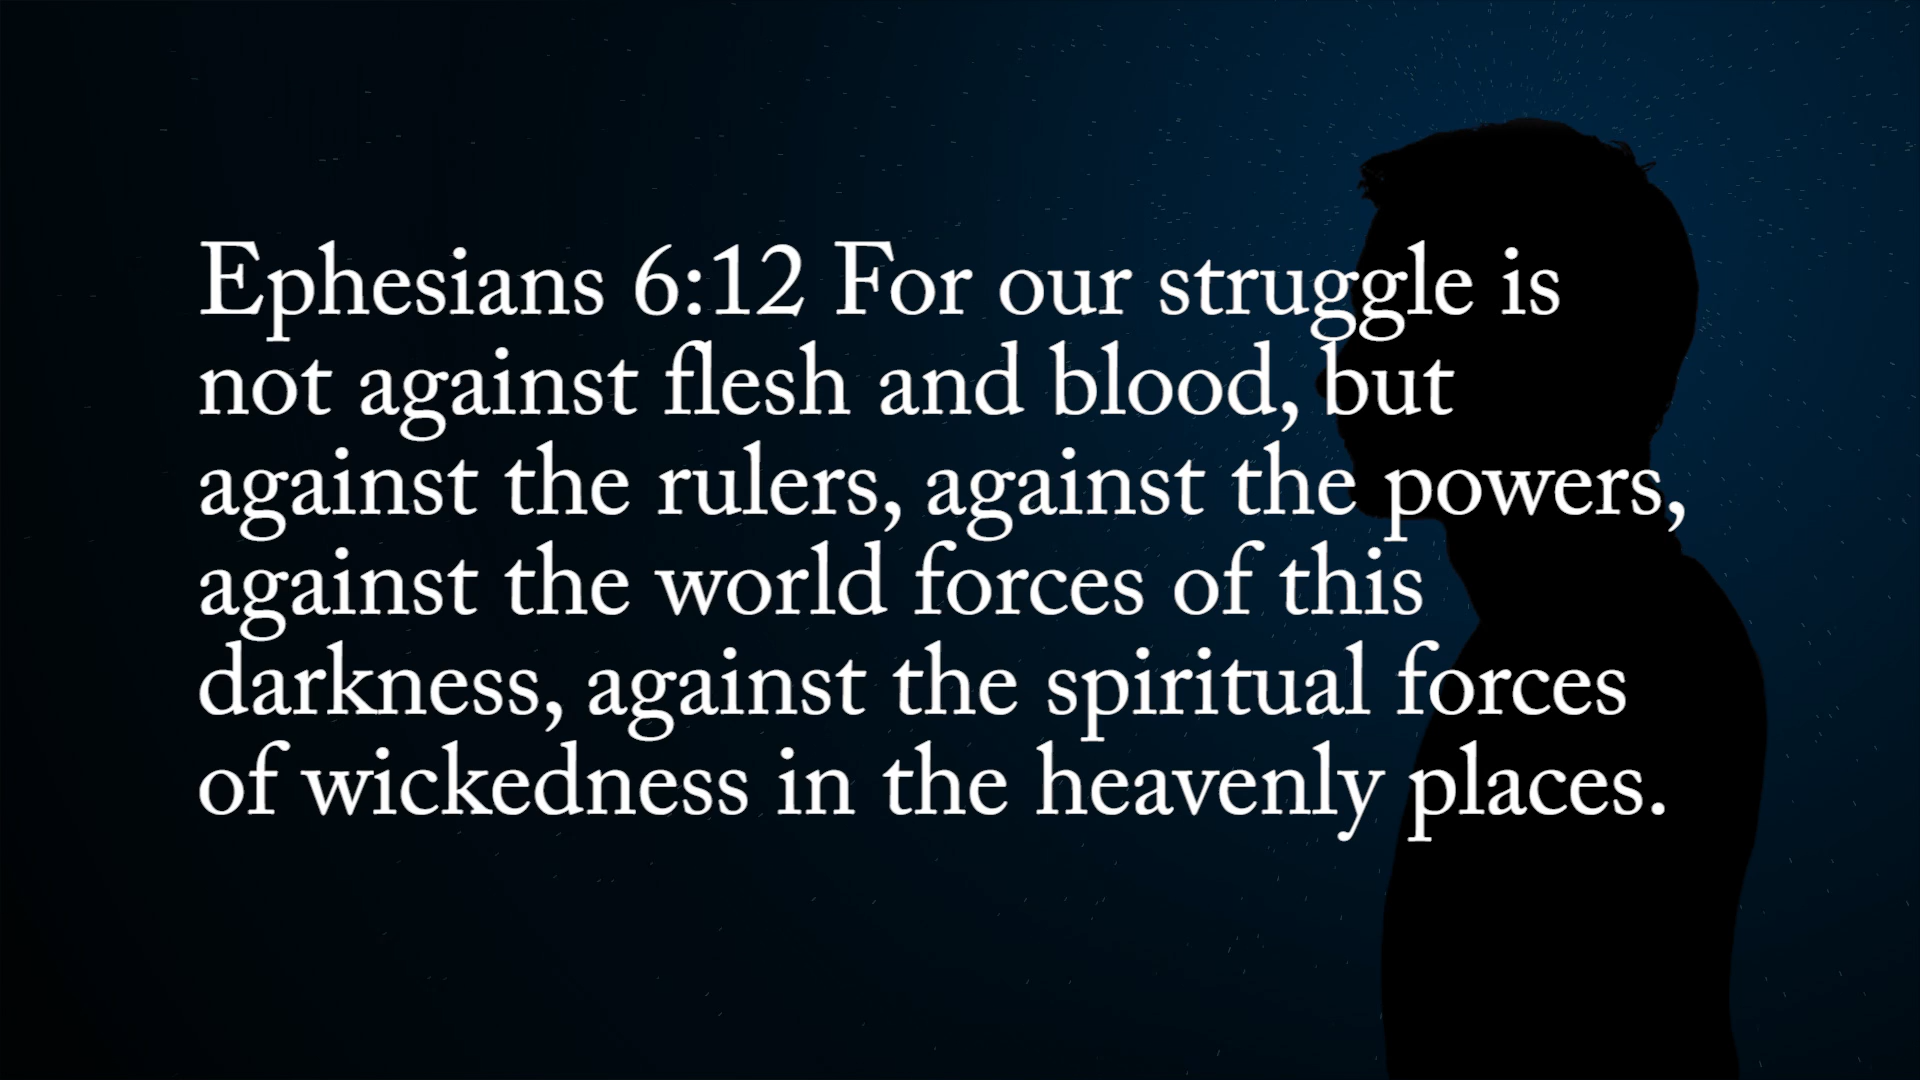 Ephesians 6:12 For our struggle is
not against flesh and blood, but
against the rulers, against the powers,
against the world forces of this
darkness, against the spiritual forces
of wickedness in the heavenly places.